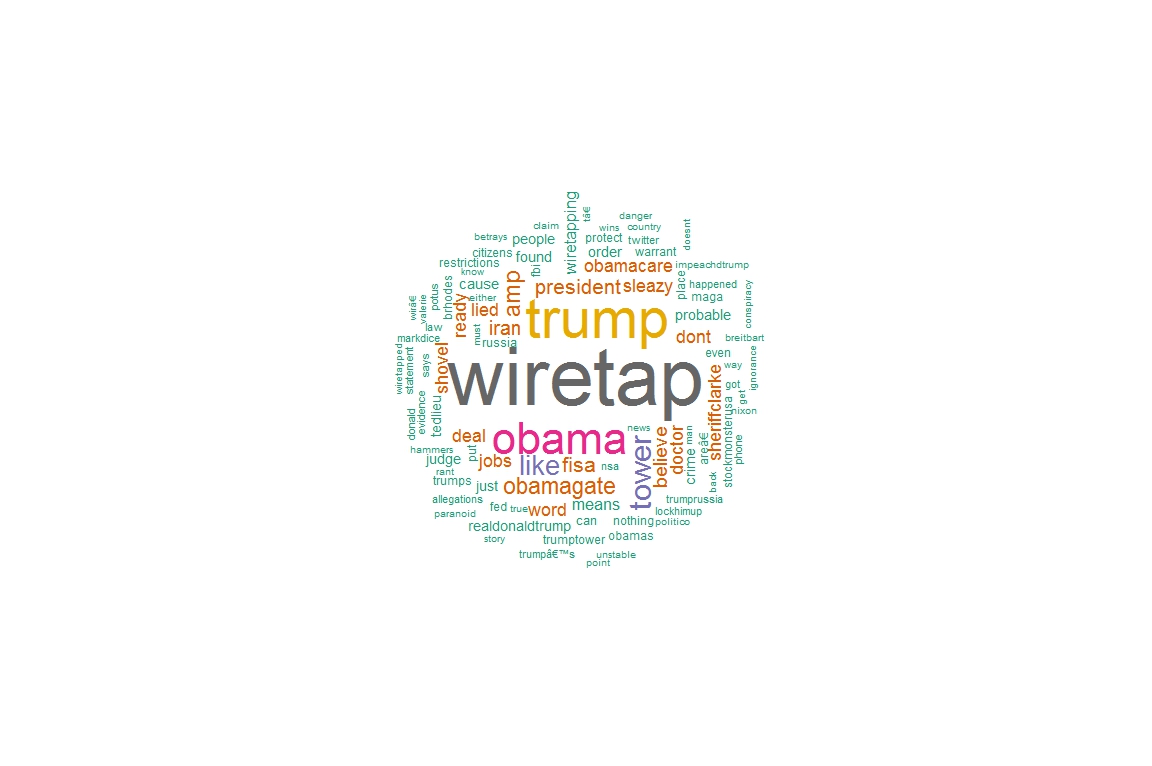 wiretapping
tâ€
danger
doesnt
claim
wins
country
betrays
people
protect
twitter
citizens
found
order
warrant
restrictions
know
fbi
obamacare
impeachdtrump
cause
amp
president
sleazy
place
happened
conspiracy
potus
brhodes
either
maga
wirâ€
valerie
ready
lied
trump
probable
law
must
iran
dont
markdice
russia
breitbart
wiretapped
statement
says
shovel
wiretap
even
way
ignorance
sheriffclarke
got
get
donald
evidence
tedlieu
stockmonsterusa
nixon
deal
obama
news
believe
doctor
man
crime
areâ€
phone
hammers
judge
put
jobs
like
fisa
nsa
tower
rant
back
trumps
just
obamagate
allegations
trumprussia
paranoid
fed
true
word
means
lockhimup
realdonaldtrump
can
nothing
politico
story
trumptower
obamas
trumpâ€™s
unstable
point